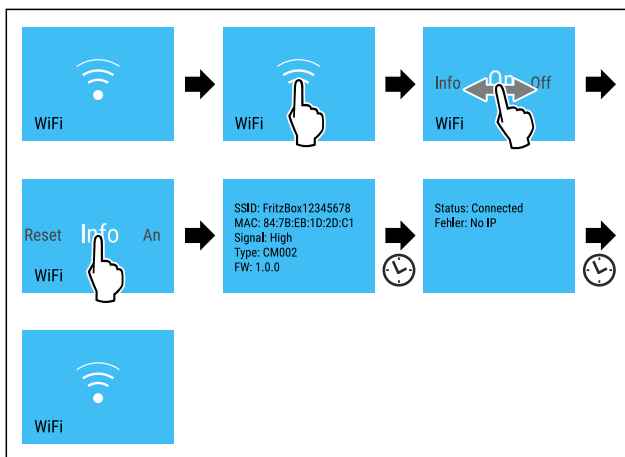 WiFi
WiFi
Info On Off
WiFi
Reset Info An
WiFi
SSID: FritzBox12345678
MAC: 84:7B:EB:1D:2D:C1
Signal: High
Type: CM002
FW: 1.0.0
Status: Connected
Fehler: No IP
WiFi